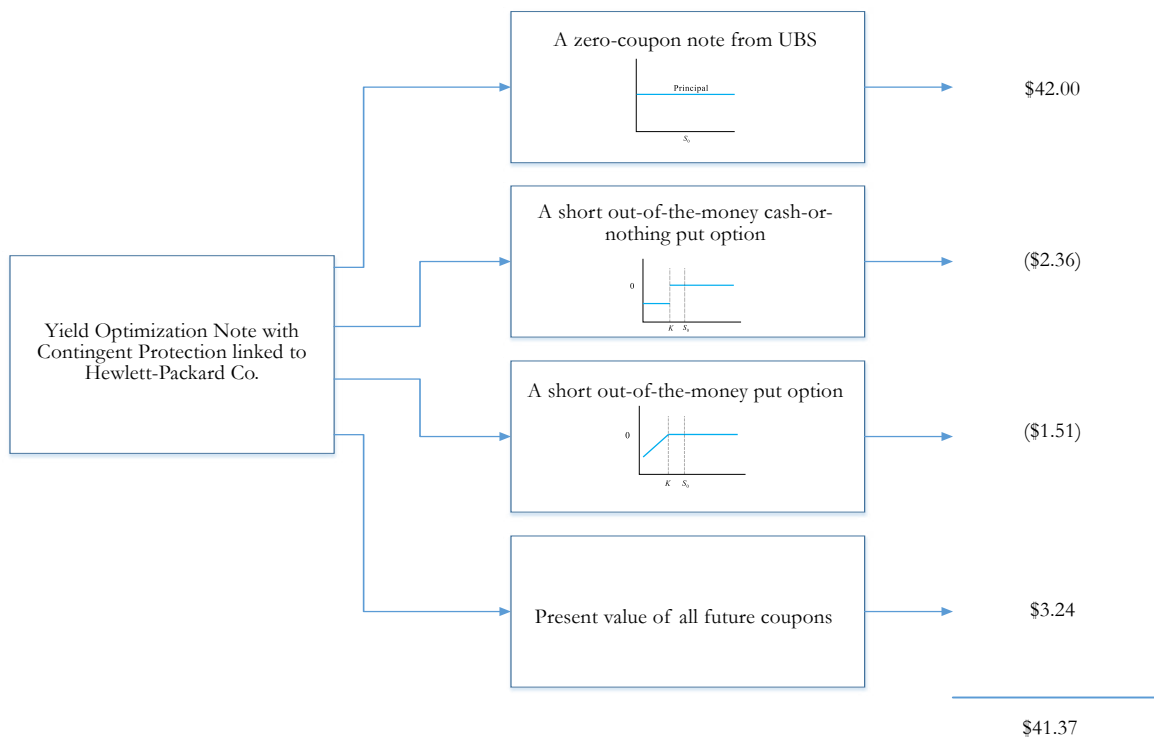 Yield Optimization Note with
Contingent Protection linked to
Hewlett-Packard Co.
A zero-coupon note from UBS
Principal
S₀
$42.00
A short out-of-the-money cash-or-
nothing put option
0
K S₀
($2.36)
A short out-of-the-money put option
0
K S₀
($1.51)
Present value of all future coupons
$3.24
$41.37